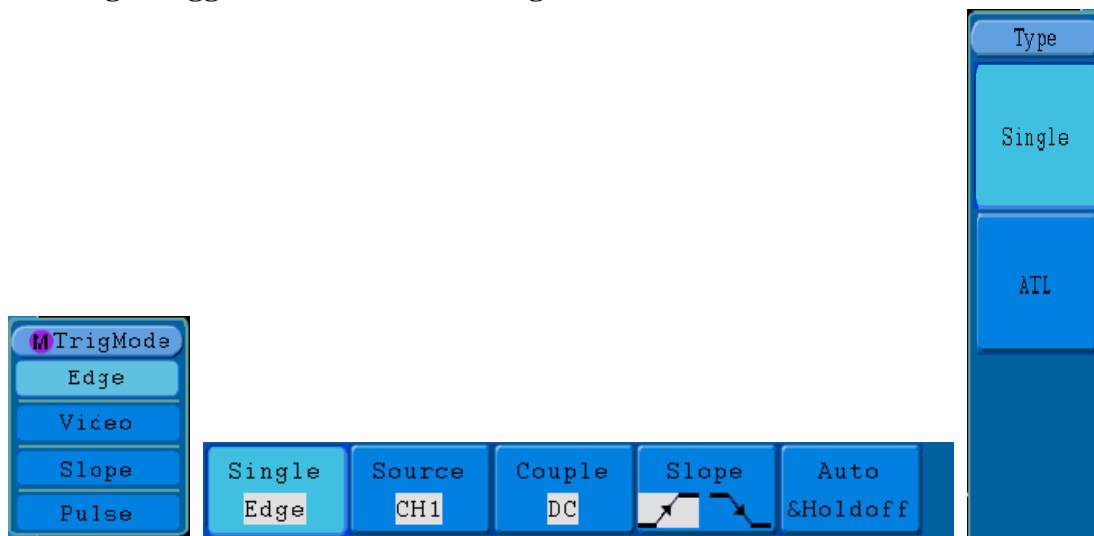 TrigMode
Edge
Video
Slope
Pulse
Single
Edge
Source
CH1
Couple
DC
Slope
Auto
&Holdoff
Type
Single
ATL